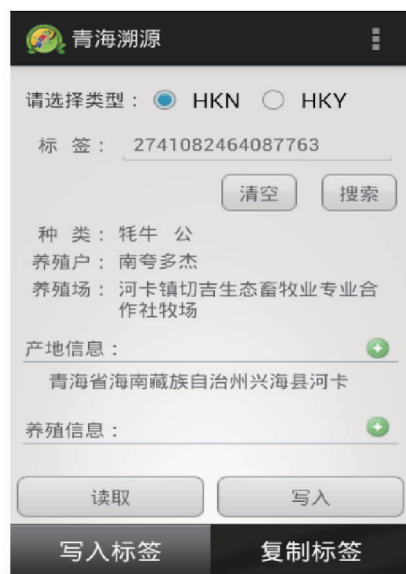 青海溯源
请选择类型： HKN HKY
标 签： 2741082464087763
清空 搜索
种 类：牦牛 公
养殖户：南夸多杰
养殖场：河卡镇切吉生态畜牧业专业合
作社牧场
产地信息：
青海省海南藏族自治州兴海县河卡
养殖信息：
读取 写入
写入标签 复制标签